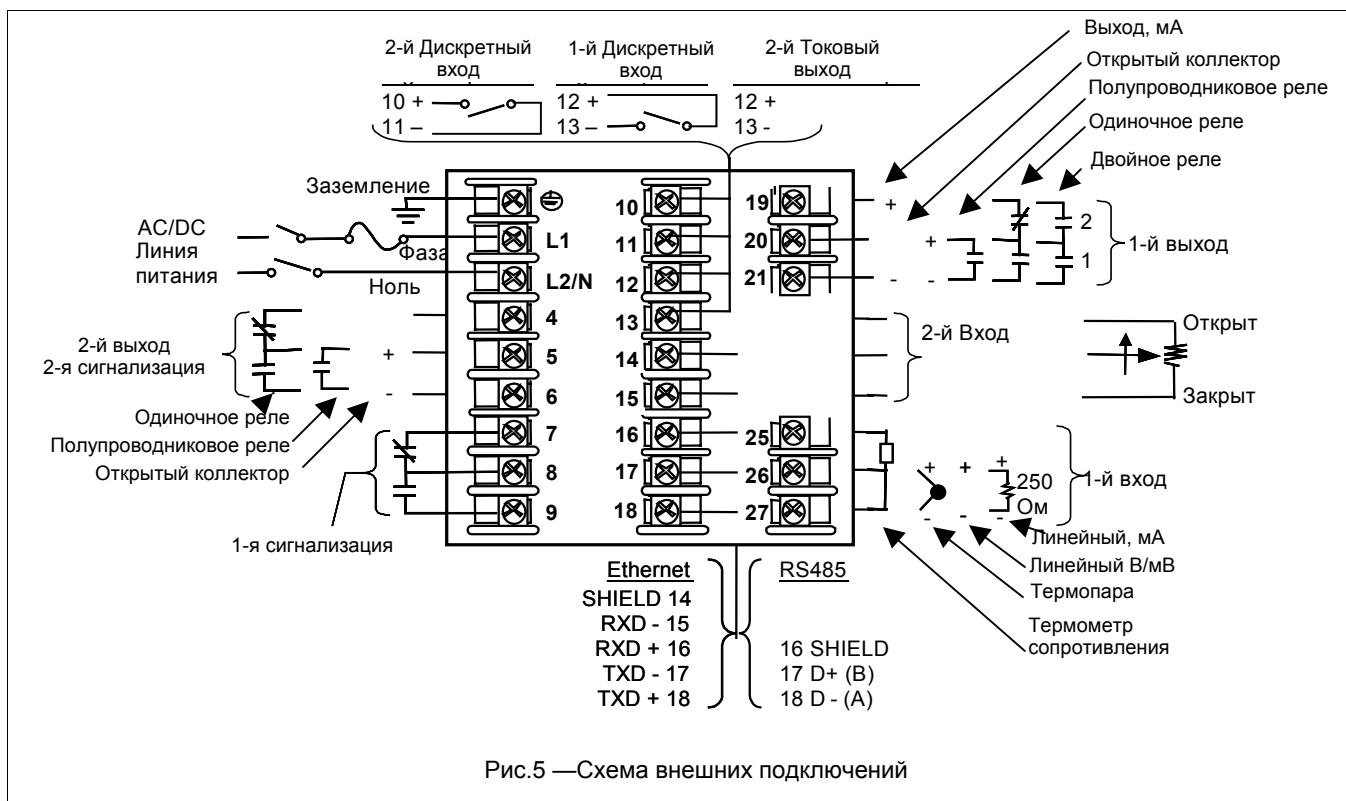 2-й Дискретный
вход
1-й Дискретный
вход
2-й Токовый
выход
10 +
11 –
12 +
13 –
12 +
13 -
Выход, мА
Открытый коллектор
Полупроводниковое реле
Одиночное реле
Двойное реле
Заземление
AC/DC
Линия
питания
Фаза
Ноль
L1
L2/N
4
5
6
7
8
9
10
11
12
13
14
15
16
17
18
19
20
21
25
26
27
+
-
+
-
2
1
1-й выход
2-й выход
2-я сигнализация
+
-
Одиночное реле
Полупроводниковое реле
Открытый коллектор
1-я сигнализация
2-й Вход
Открыт
Закрыт
+
-
+
-
+
-
250
Ом
1-й вход
Линейный, мА
Линейный В/мВ
Термопара
Термометр
сопротивления
Ethernet
SHIELD 14
RXD - 15
RXD + 16
TXD - 17
TXD + 18
RS485
16 SHIELD
17 D+ (B)
18 D - (A)
Рис.5 —Схема внешних подключений